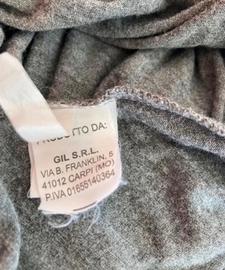 PRODOTTO DA:
GIL S.R.L.
VIA B. FRANKLIN, 5
41012 CARPI (MO)
P.IVA 01655140364